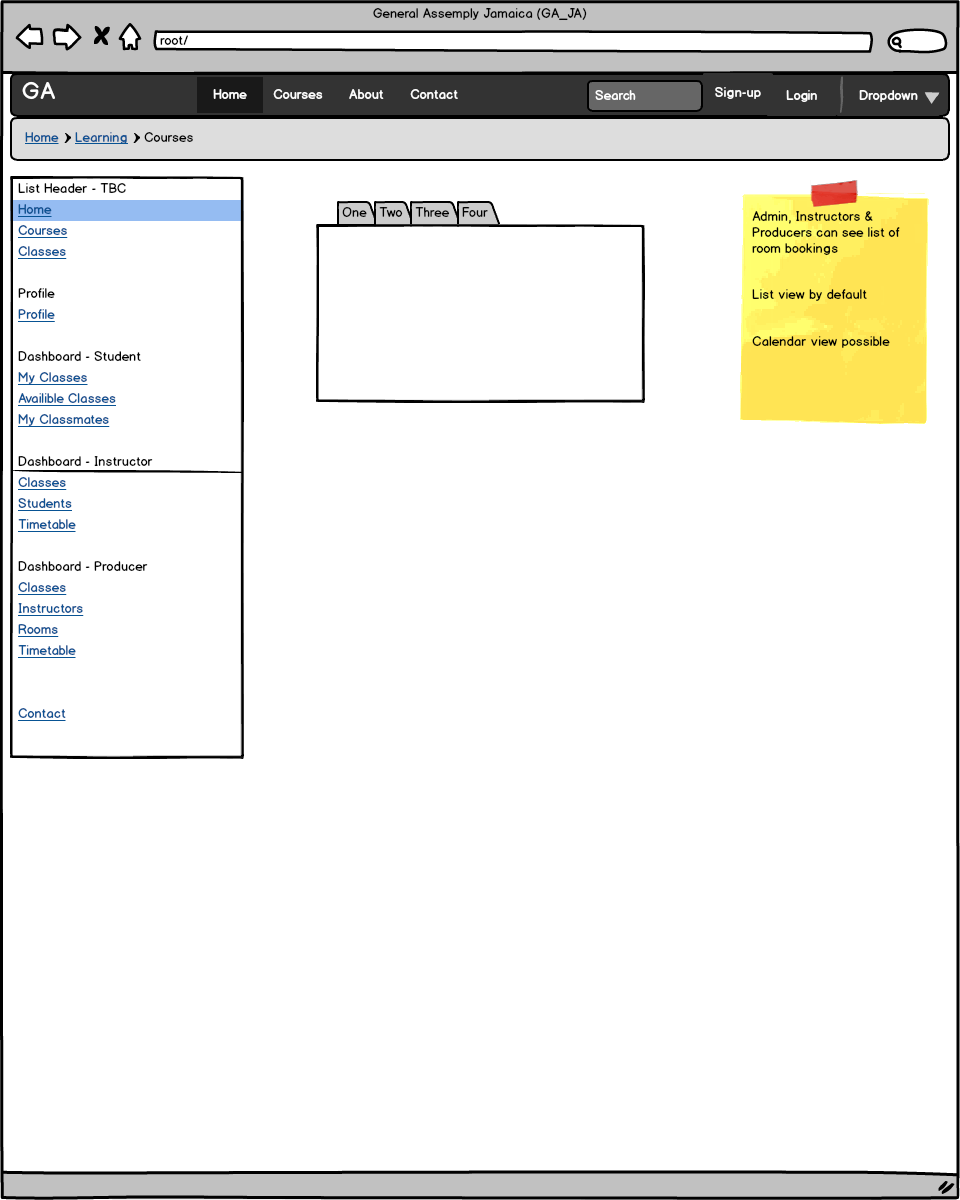 General Assemply Jamaica (GA_JA)
root/
GA Home Courses About Contact Search Sign-up Login Dropdown
Home Learning Courses
List Header - TBC
Home
Courses
Classes
Profile
Profile
Dashboard - Student
My Classes
Availible Classes
My Classmates
Dashboard - Instructor
Classes
Students
Timetable
Dashboard - Producer
Classes
Instructors
Rooms
Timetable
Contact
One Two Three Four
Admin, Instructors &
Producers can see list of
room bookings
List view by default
Calendar view possible